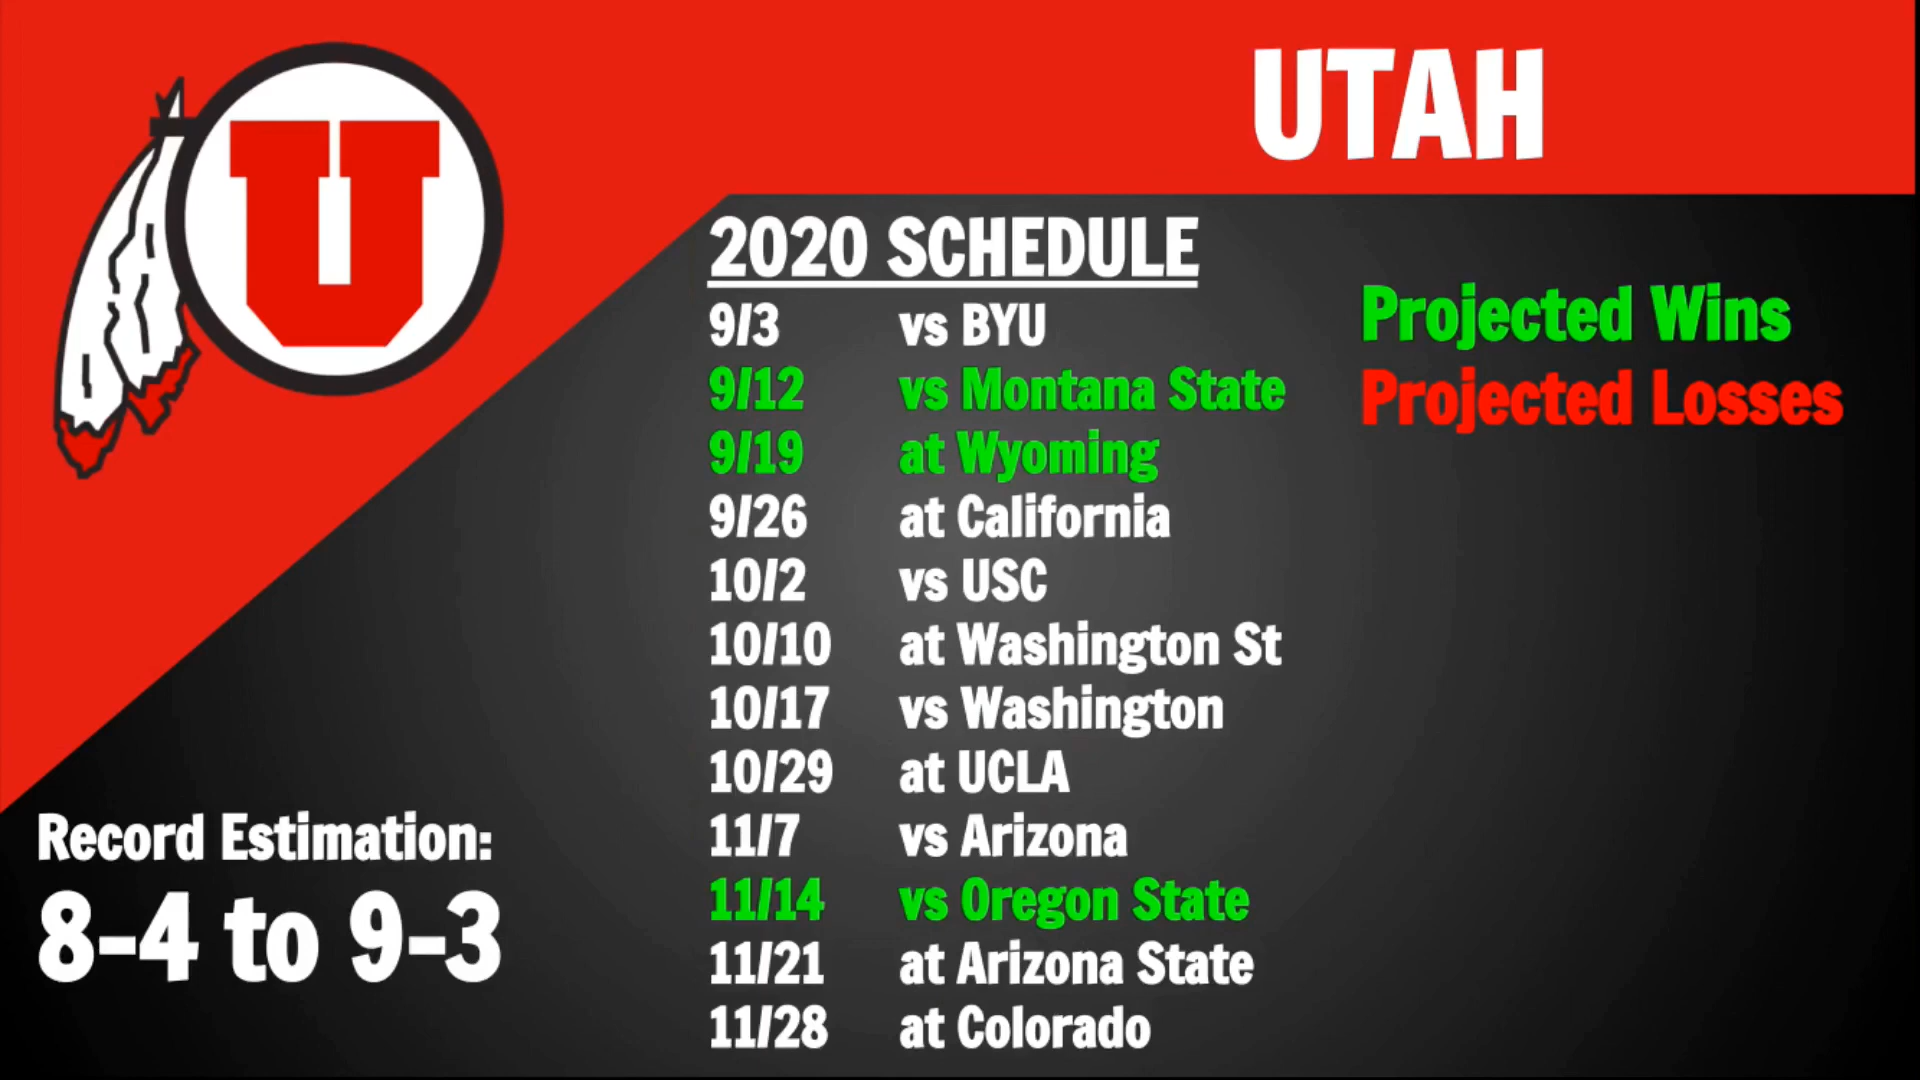 U
UTAH
2020 SCHEDULE
9/3 vs BYU
9/12 vs Montana State
9/19 at Wyoming
9/26 at California
10/2 vs USC
10/10 at Washington St
10/17 vs Washington
10/29 at UCLA
11/7 vs Arizona
11/14 vs Oregon State
11/21 at Arizona State
11/28 at Colorado
Projected Wins
Projected Losses
Record Estimation:
8-4 to 9-3